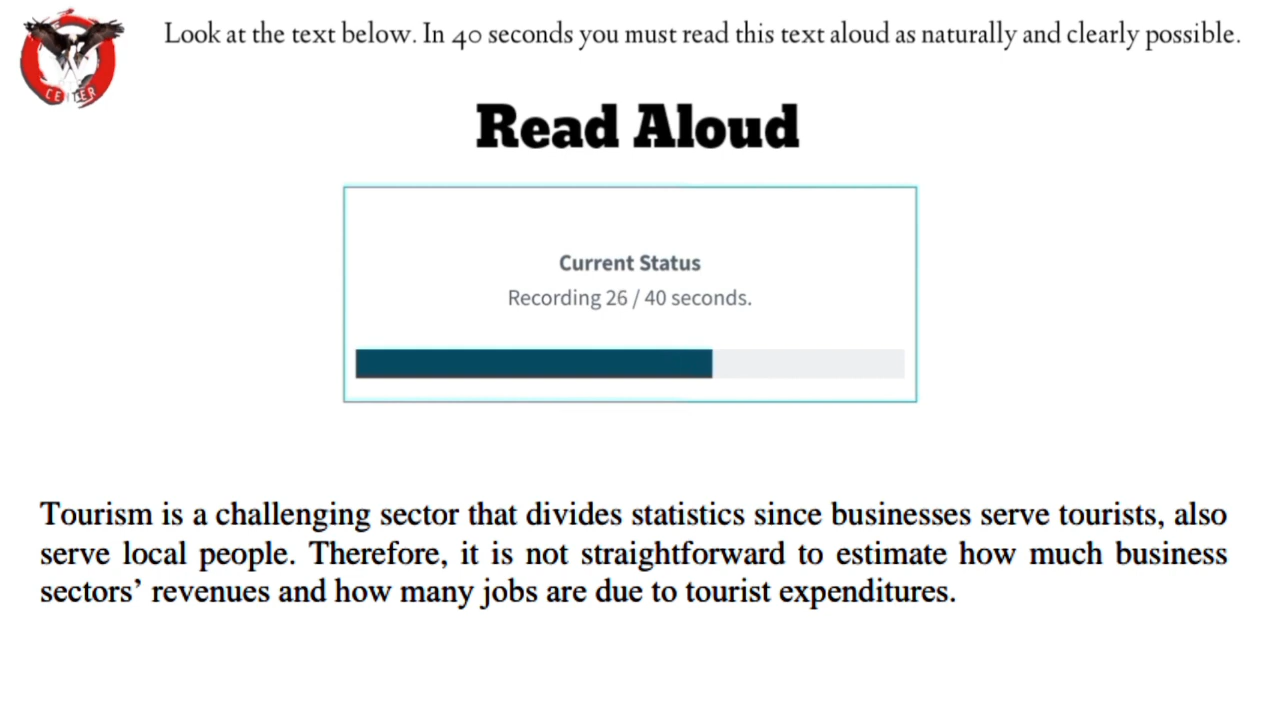 Look at the text below. In 40 seconds you must read this text aloud as naturally and clearly possible.
CENTER
Read Aloud
Current Status
Recording 26 / 40 seconds.
Tourism is a challenging sector that divides statistics since businesses serve tourists, also
serve local people. Therefore, it is not straightforward to estimate how much business
sectors’ revenues and how many jobs are due to tourist expenditures.